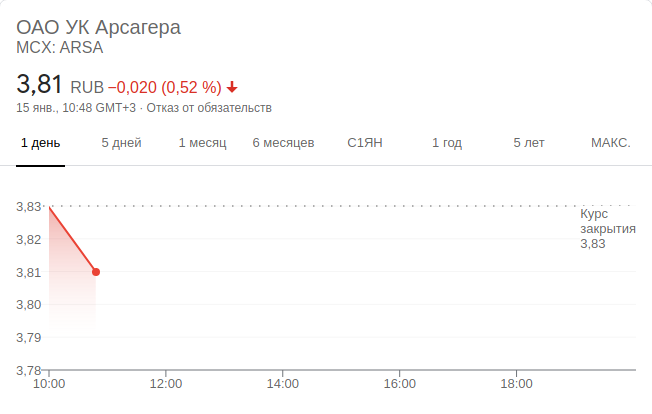 ОАО УК Арсагера
MCX: ARSA
3,81 RUB −0,020 (0,52 %)
15 янв., 10:48 GMT+3 · Отказ от обязательств
1 день 5 дней 1 месяц 6 месяцев С1ЯН 1 год 5 лет МАКС.
3,83
Курс
закрытия
3,83
3,82
3,81
3,80
3,79
3,78
10:00 12:00 14:00 16:00 18:00